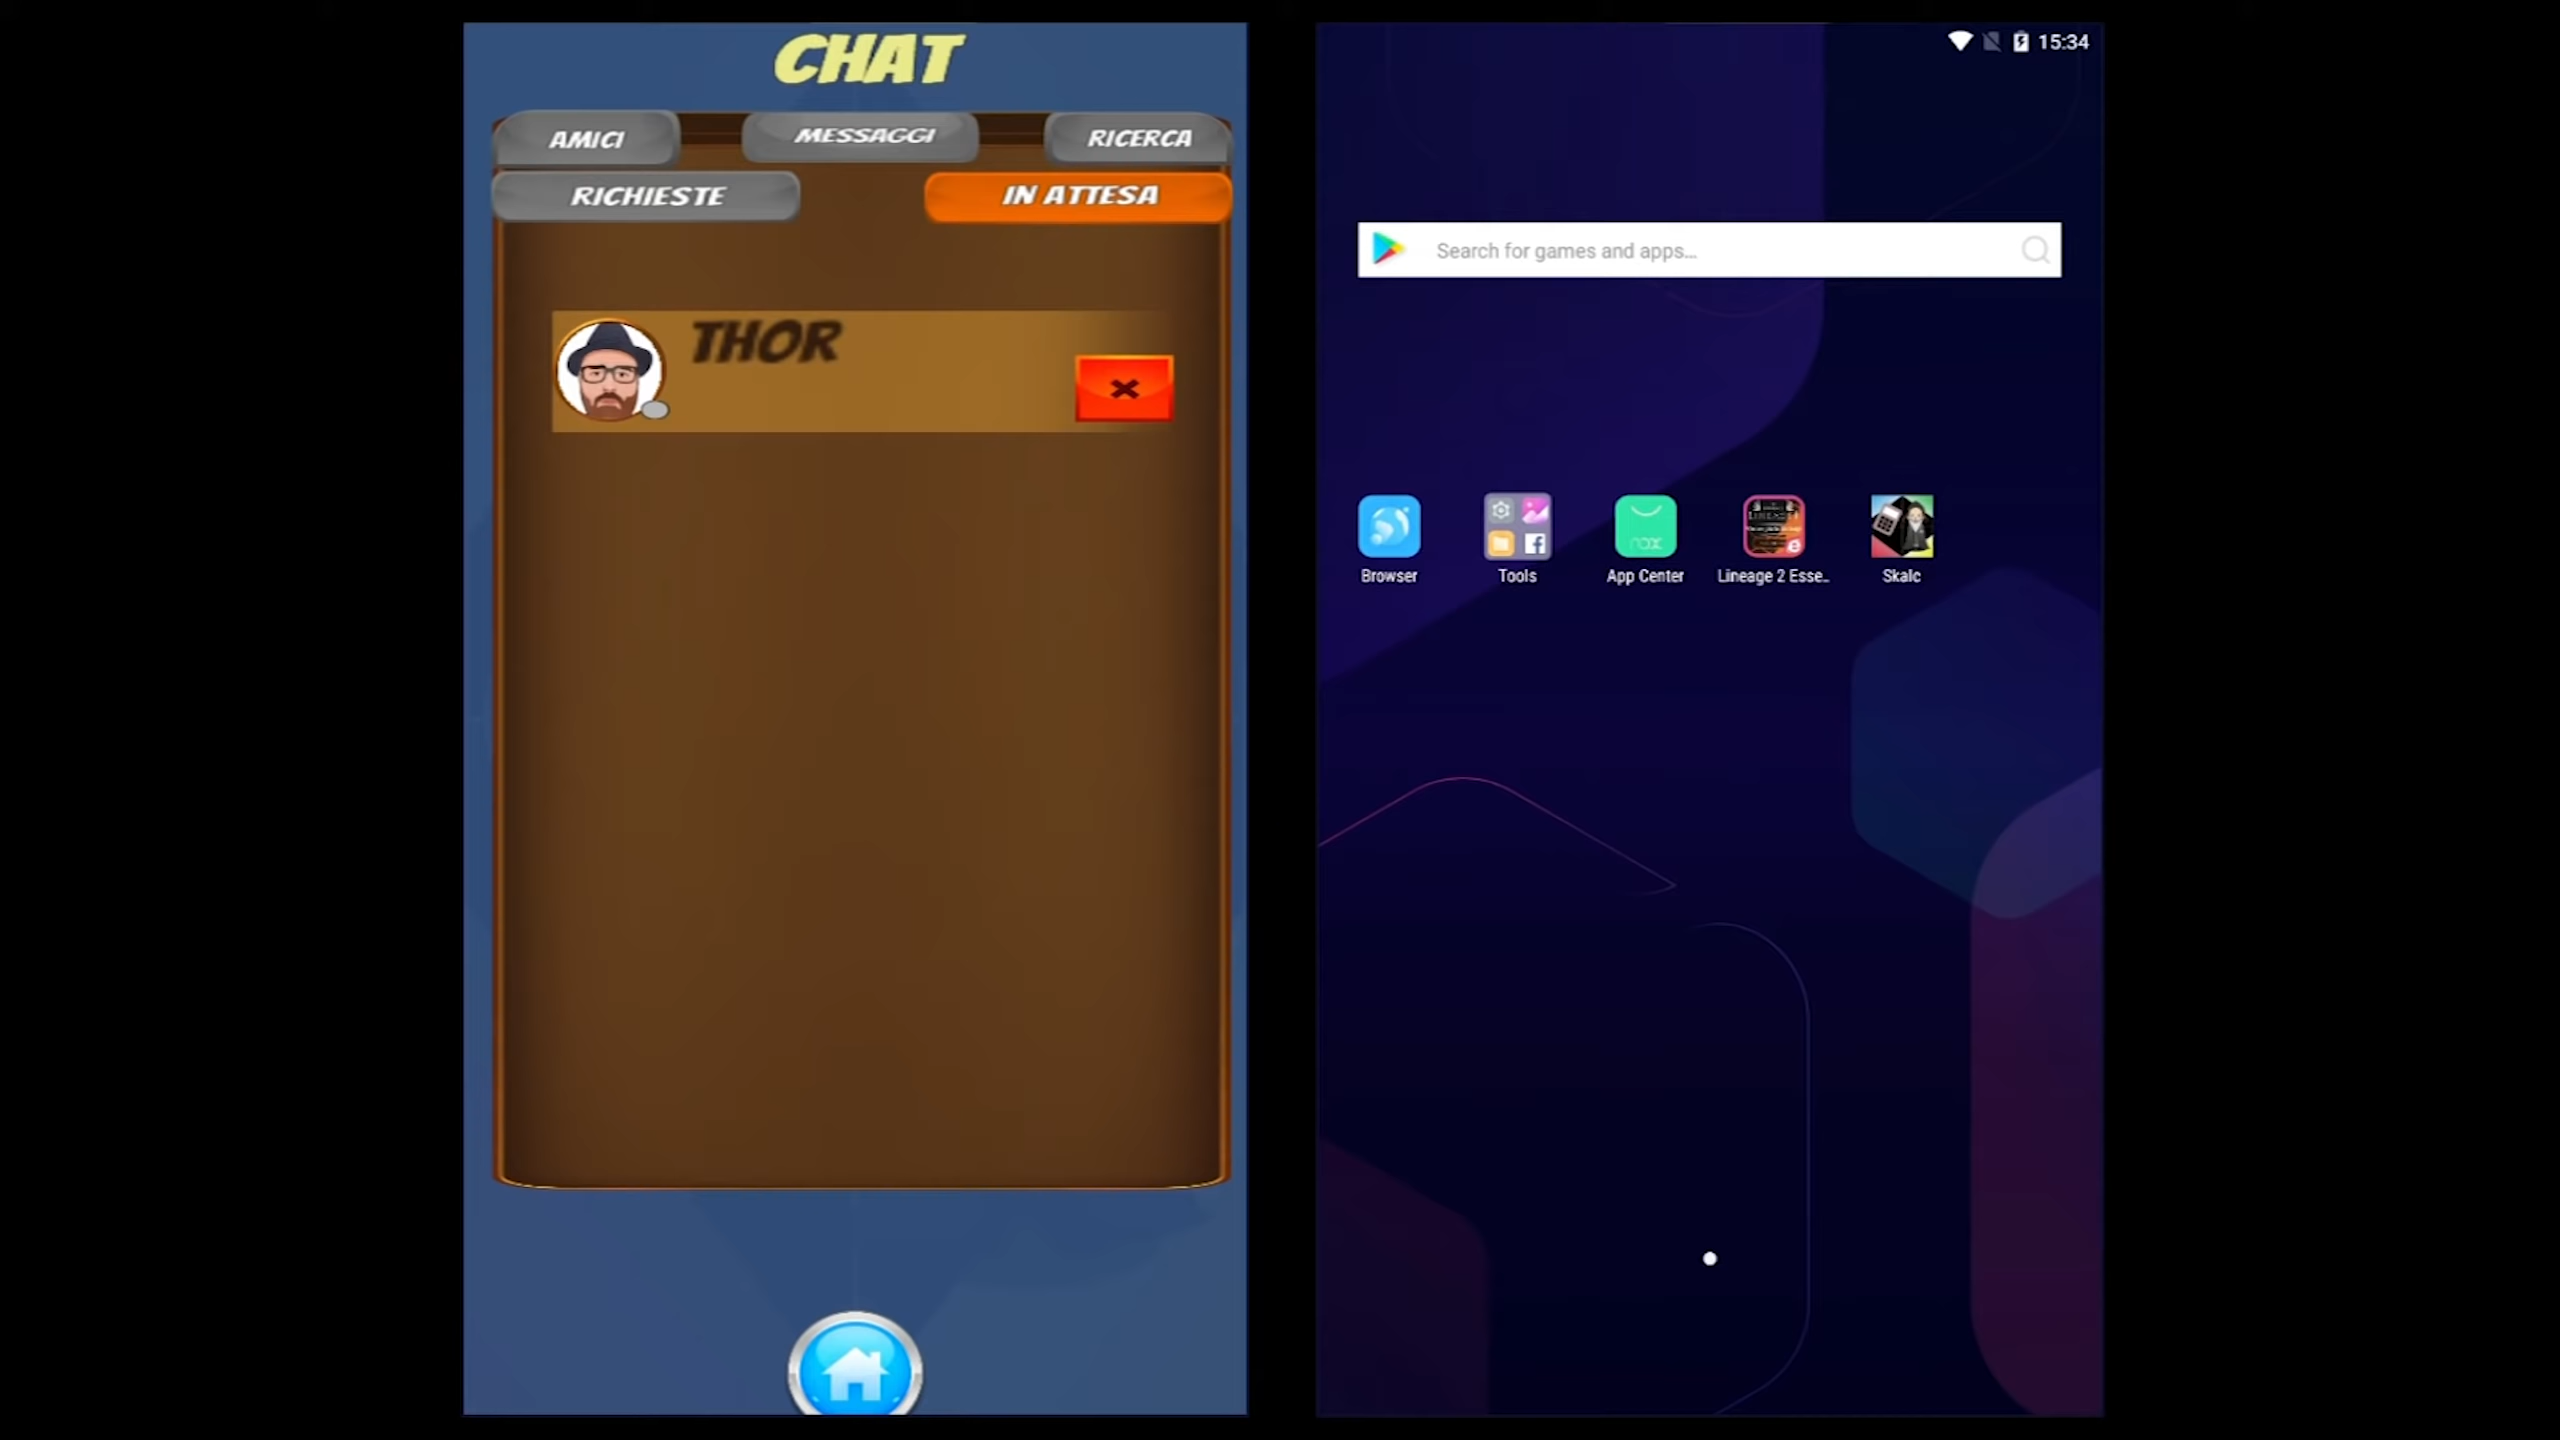 CHAT
AMICI
MESSAGGI
RICERCA
RICHIESTE
IN ATTESA
THOR
15:34
Search for games and apps...
nox
Browser
Tools
App Center
Lineage 2 Esse...
Skalc